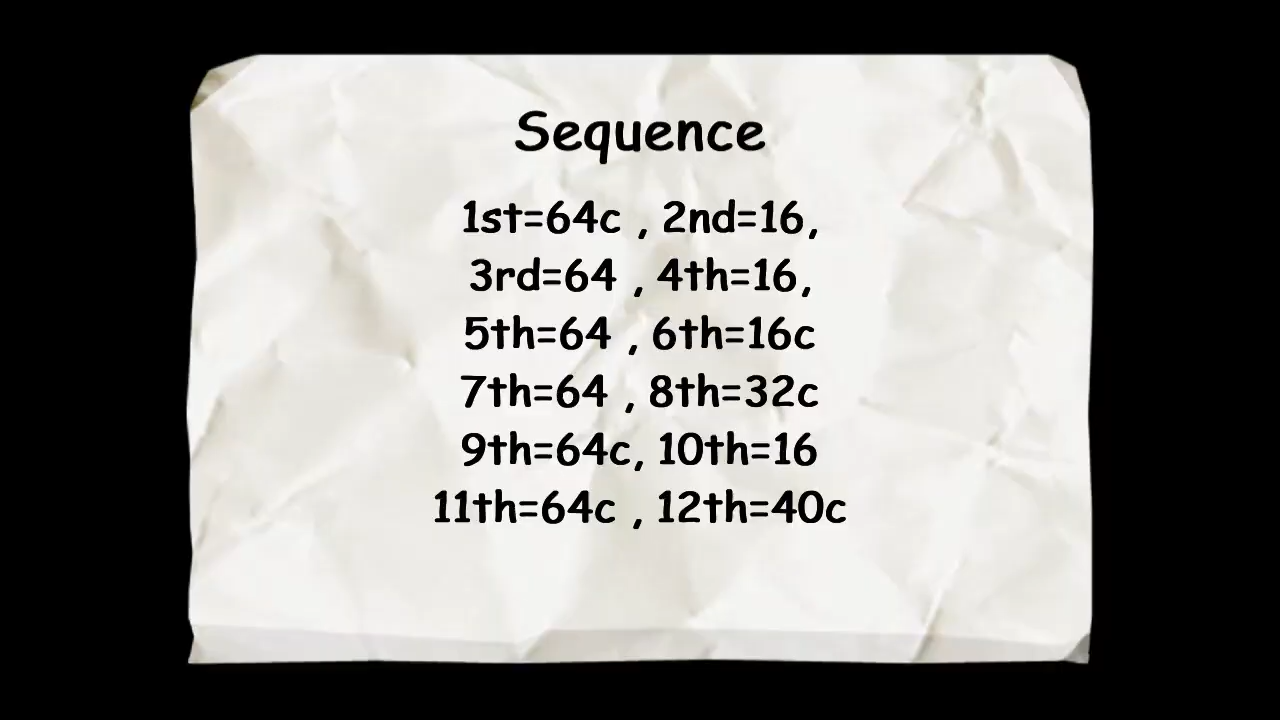 Sequence
1st=64c , 2nd=16,
3rd=64 , 4th=16,
5th=64 , 6th=16c
7th=64 , 8th=32c
9th=64c, 10th=16
11th=64c , 12th=40c